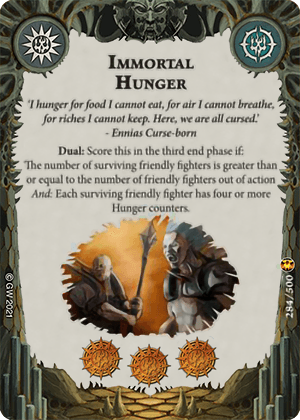 IMMORTAL
HUNGER
'I hunger for food I cannot eat, for air I cannot breathe,
for riches I cannot keep. Here, we are all cursed.'
- Ennias Curse-born
Dual: Score this in the third end phase if:
The number of surviving friendly fighters is greater than
or equal to the number of friendly fighters out of action
And: Each surviving friendly fighter has four or more
Hunger counters.
© GW 2021
284/500